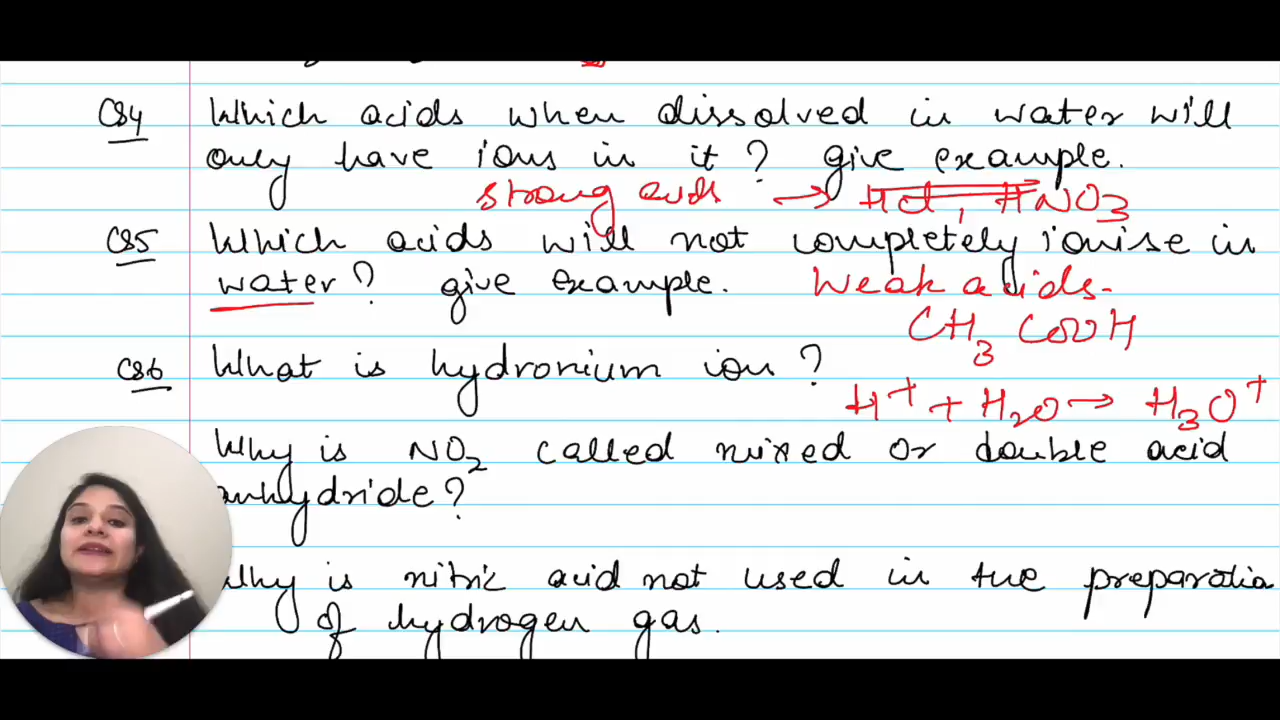 Q84 Which acids when dissolved in water will
only have ions in it? give example.
strong acids → HCl, HNO3
Q85 Which acids will not completely ionise in
water? give example. Weak acids.
CH3 COOH
Q86 What is hydronium ion?
H+ + H2O → H3O+
Why is NO2 called mixed or double acid
anhydride?
Why is nitric acid not used in the preparatio
of hydrogen gas.